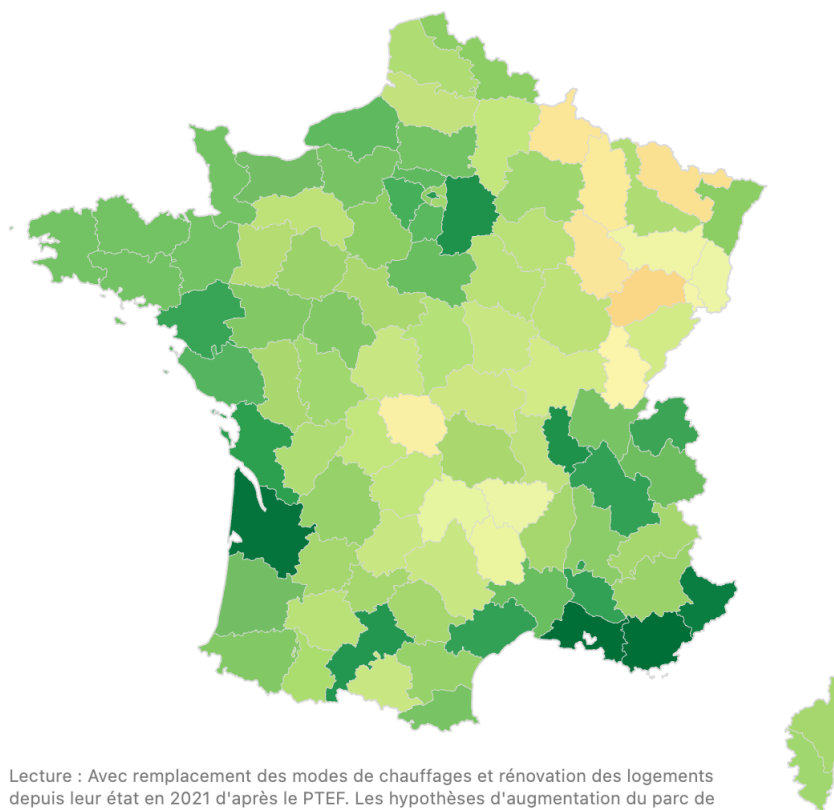 Lecture : Avec remplacement des modes de chauffages et rénovation des logements
depuis leur état en 2021 d'après le PTEF. Les hypothèses d'augmentation du parc de